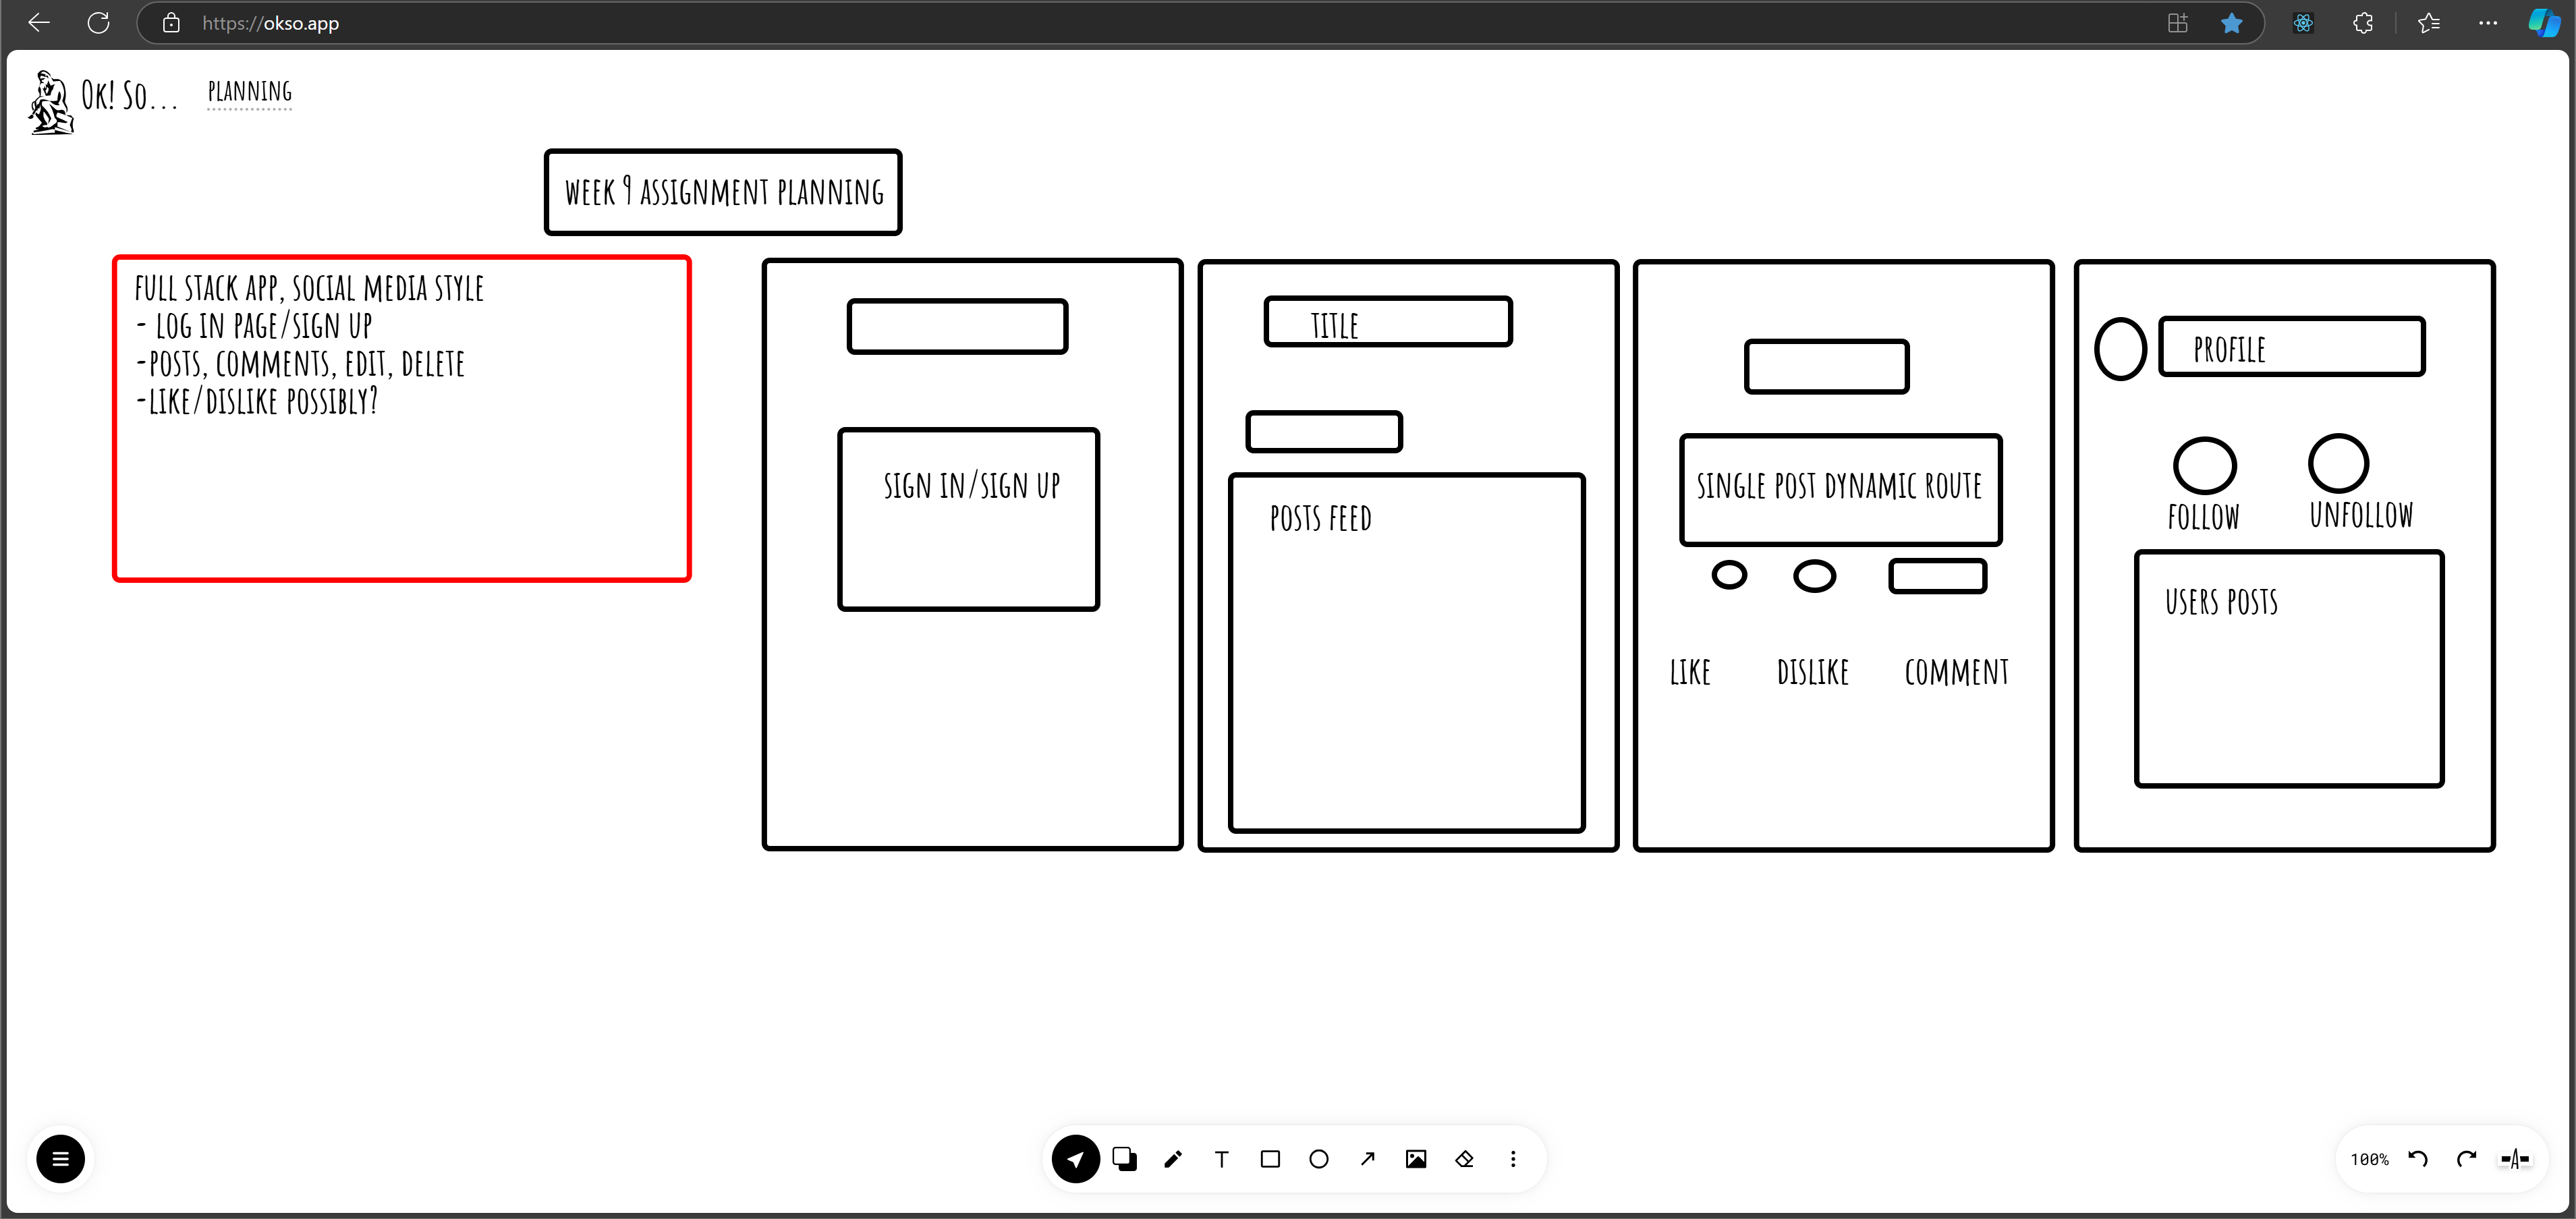 https://okso.app
Ok! So...
PLANNING
WEEK 9 ASSIGNMENT PLANNING
FULL STACK APP, SOCIAL MEDIA STYLE
- LOG IN PAGE/SIGN UP
-POSTS, COMMENTS, EDIT, DELETE
-LIKE/DISLIKE POSSIBLY?
SIGN IN/SIGN UP
TITLE
POSTS FEED
SINGLE POST DYNAMIC ROUTE
LIKE
DISLIKE
COMMENT
PROFILE
FOLLOW
UNFOLLOW
USERS POSTS
100%